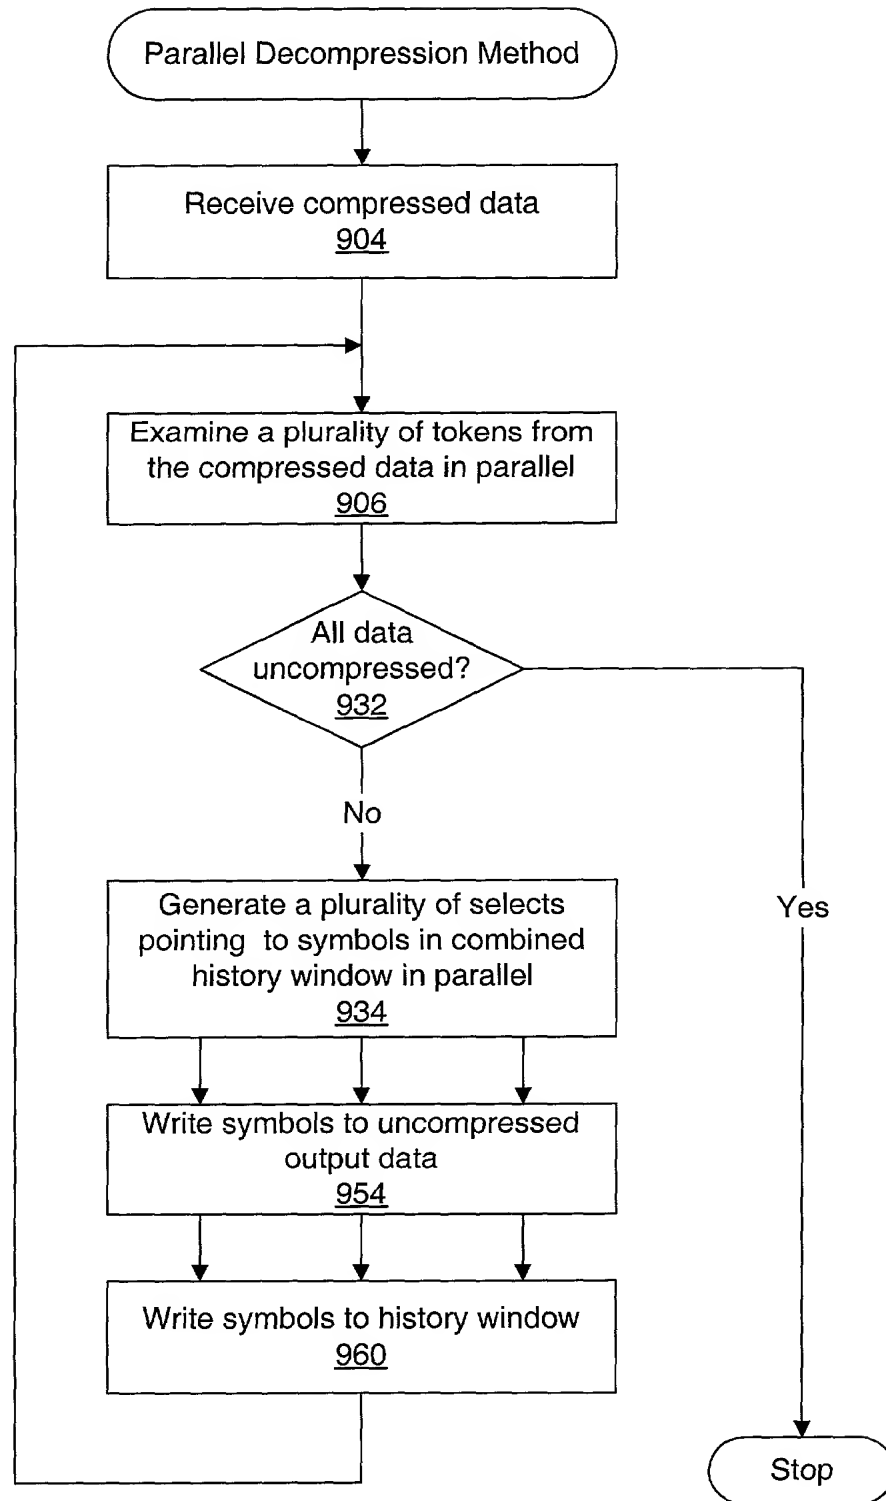 Parallel Decompression Method
Receive compressed data
904
Examine a plurality of tokens from
the compressed data in parallel
906
All data
uncompressed?
932
No
Generate a plurality of selects
pointing to symbols in combined
history window in parallel
934
Yes
Write symbols to uncompressed
output data
954
Write symbols to history window
960
Stop